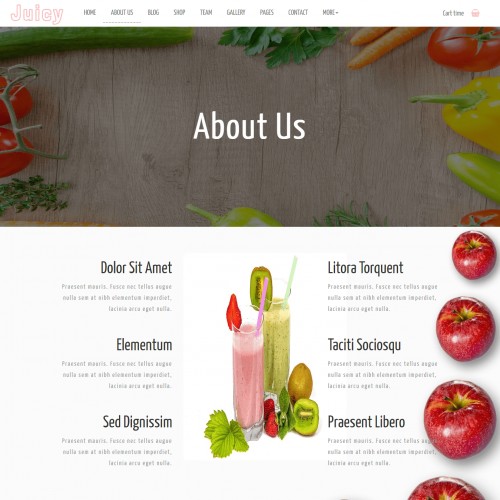 Juicy
HOME ABOUT US BLOG SHOP TEAM GALLERY PAGES CONTACT MORE
Cart time
About Us
Dolor Sit Amet
Praesent mauris. Fusce nec tellus augue
nulla sem at nibh elementum imperdiet,
lacinia arcu eget nulla.
Elementum
Praesent mauris. Fusce nec tellus augue
nulla sem at nibh elementum imperdiet,
lacinia arcu eget nulla.
Sed Dignissim
Praesent mauris. Fusce nec tellus augue
nulla sem at nibh elementum imperdiet,
lacinia arcu eget nulla.
Litora Torquent
Praesent mauris. Fusce nec tellus augue
nulla sem at nibh elementum imperdiet,
lacinia arcu eget nulla.
Taciti Sociosqu
Praesent mauris. Fusce nec tellus augue
nulla sem at nibh elementum imperdiet,
lacinia arcu eget nulla.
Praesent Libero
Praesent mauris. Fusce nec tellus
nulla sem at nibh elementum
lacinia arcu eget nulla.